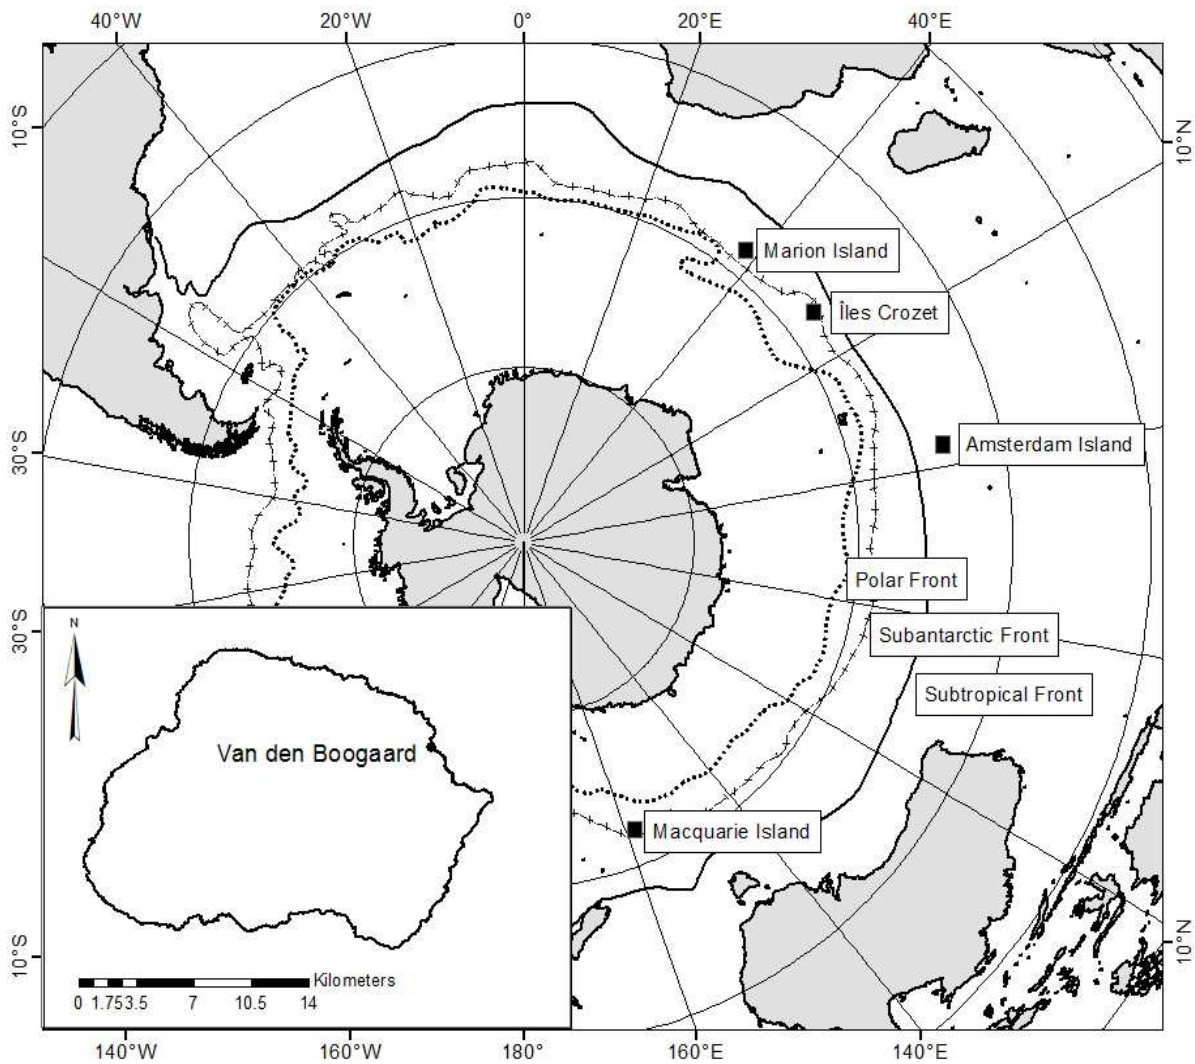 40°W 20°W 0° 20°E 40°E
10°S
10°N
Marion Island
Îles Crozet
Amsterdam Island
30°S
Polar Front
30°S
Subantarctic Front
N
Subtropical Front
Van den Boogaard
Macquarie Island
10°S
10°N
Kilometers
0 1.753.5 7 10.5 14
140°W 160°W 180° 160°E 140°E